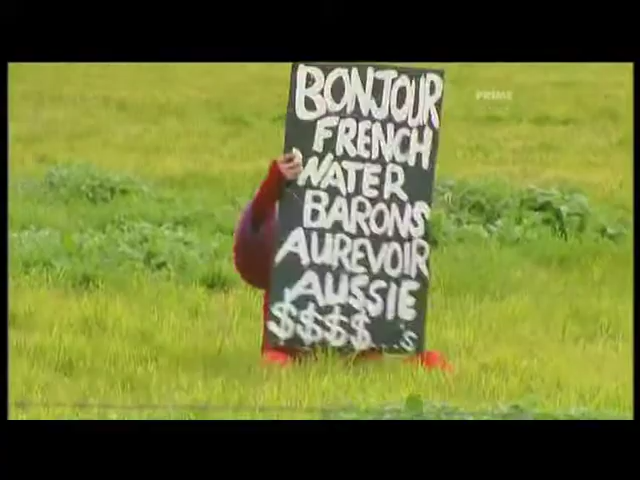 BONJOUR
FRENCH
WATER
BARONS
AUREVOIR
AUSSIE
$$$$...'S
PRIME